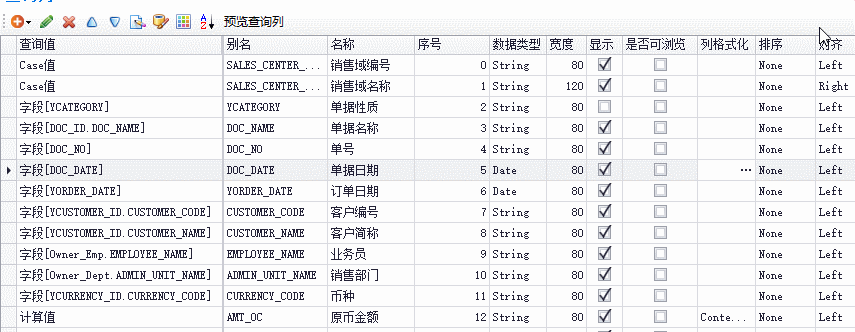 预览查询列
查询值 别名 名称 序号 数据类型 宽度 显示 是否可浏览 列格式化 排序 对齐
Case值 SALES_CENTER_... 销售域编号 0 String 80 None Left
Case值 SALES_CENTER_... 销售域名称 1 String 120 None Right
字段[YCATEGORY] YCATEGORY 单据性质 2 String 80 None Left
字段[DOC_ID.DOC_NAME] DOC_NAME 单据名称 3 String 80 None Left
字段[DOC_NO] DOC_NO 单号 4 String 80 None Left
字段[DOC_DATE] DOC_DATE 单据日期 5 Date 80 ... None Left
字段[YORDER_DATE] YORDER_DATE 订单日期 6 Date 80 None Left
字段[YCUSTOMER_ID.CUSTOMER_CODE] CUSTOMER_CODE 客户编号 7 String 80 None Left
字段[YCUSTOMER_ID.CUSTOMER_NAME] CUSTOMER_NAME 客户简称 8 String 80 None Left
字段[Owner_Emp.EMPLOYEE_NAME] EMPLOYEE_NAME 业务员 9 String 80 None Left
字段[Owner_Dept.ADMIN_UNIT_NAME] ADMIN_UNIT_NAME 销售部门 10 String 80 None Left
字段[YCURRENCY_ID.CURRENCY_CODE] CURRENCY_CODE 币种 11 String 80 None Left
计算值 AMT_OC 原币金额 12 String 80 Conte... None Left